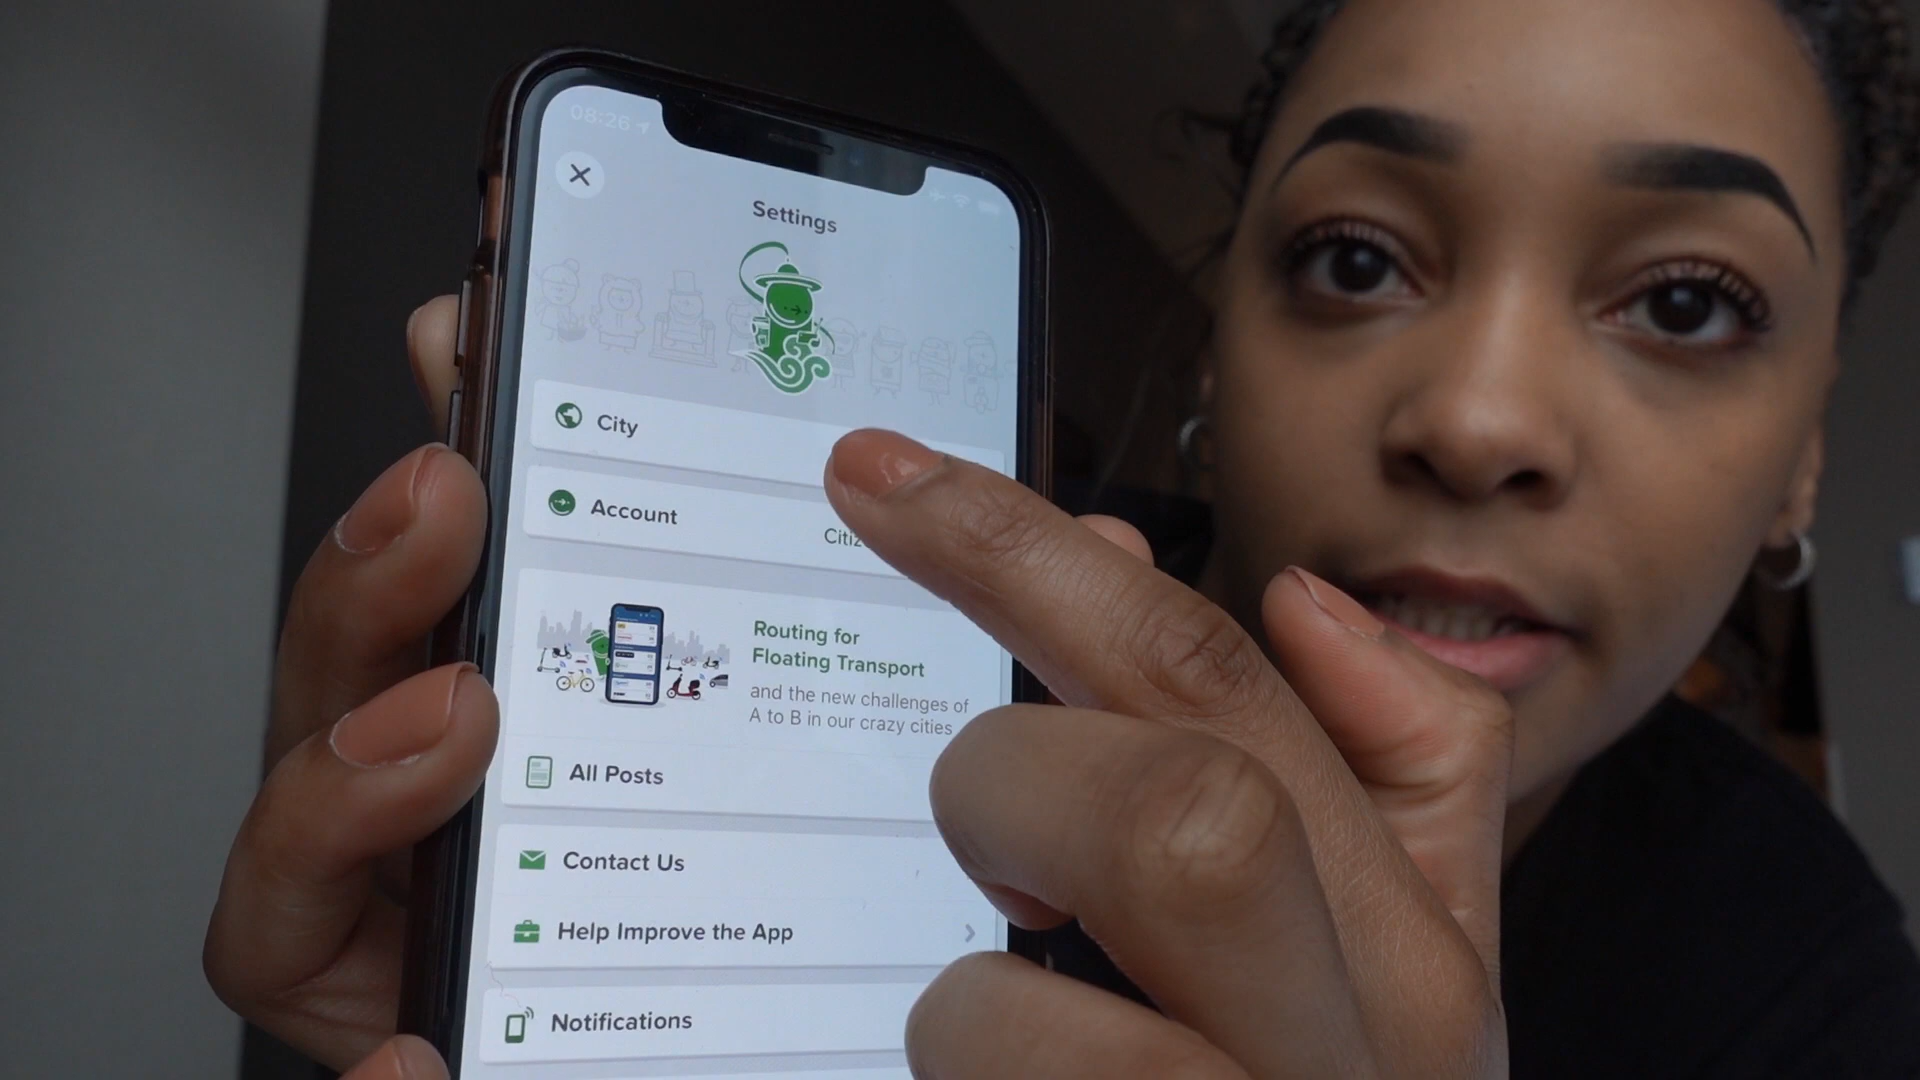 08:26
Settings
City
Account
Routing for
Floating Transport
and the new challenges of
A to B in our crazy cities
All Posts
Contact Us
Help Improve the App
Notifications